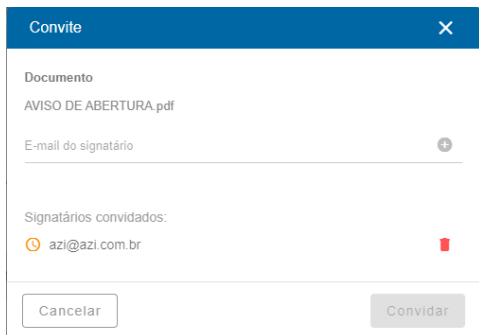 Convite
Documento
AVISO DE ABERTURA.pdf
E-mail do signatário
Signatários convidados:
azi@azi.com.br
Cancelar
Convidar